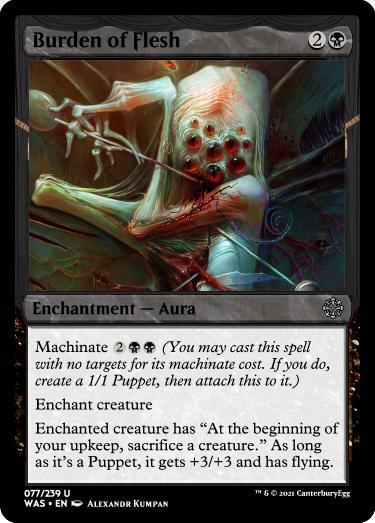 Burden of Flesh 2
Enchantment — Aura
Machinate 2 (You may cast this spell
with no targets for its machinate cost. If you do,
create a 1/1 Puppet, then attach this to it.)
Enchant creature
Enchanted creature has “At the beginning of
your upkeep, sacrifice a creature.” As long
as it’s a Puppet, it gets +3/+3 and has flying.
077/239 U
WAS • EN Alexandr Kumpan
™ & © 2021 CanterburyEgg